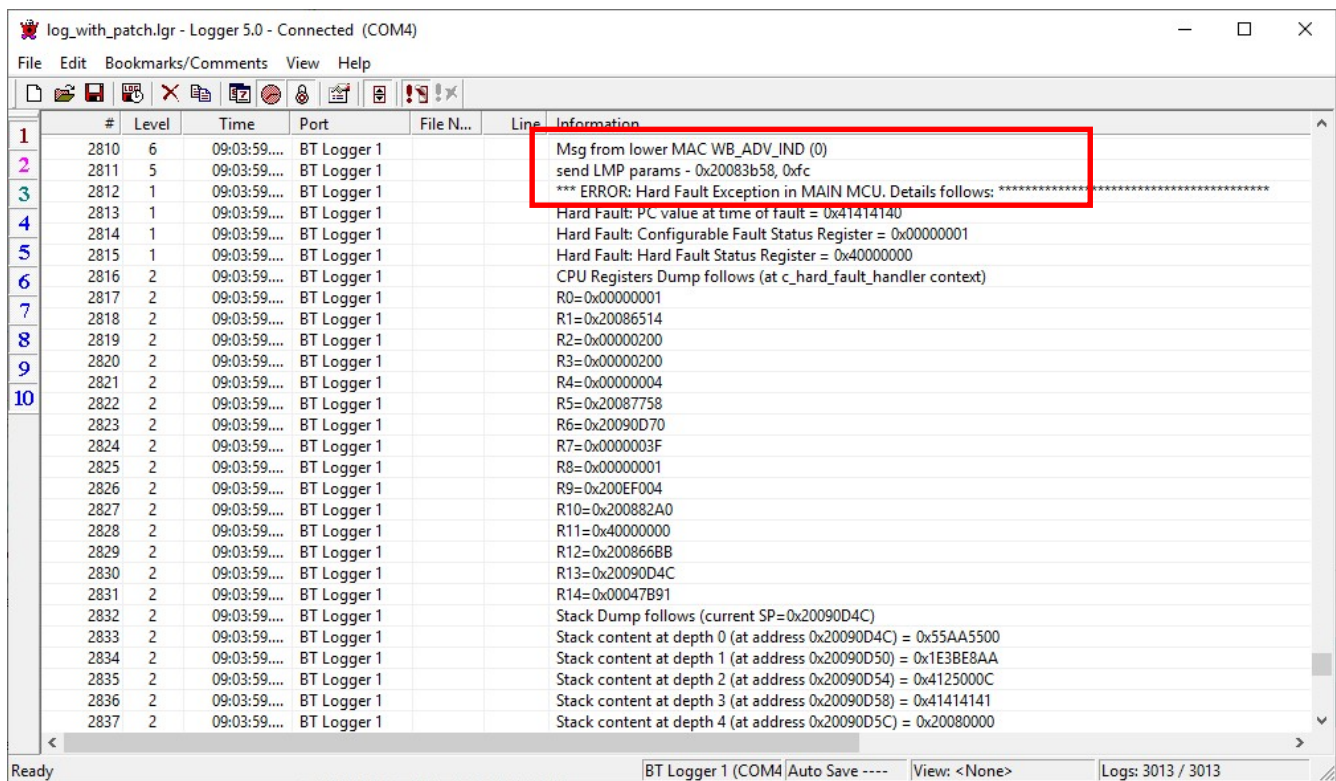 log_with_patch.lgr - Logger 5.0 - Connected (COM4)
File Edit Bookmarks/Comments View Help
# Level Time Port File N... Line Information
1
2
3
4
5
6
7
8
9
10
2810 6 09:03:59.... BT Logger 1 Msg from lower MAC WB_ADV_IND (0)
2811 5 09:03:59.... BT Logger 1 send LMP params - 0x20083b58, 0xfc
2812 1 09:03:59.... BT Logger 1 *** ERROR: Hard Fault Exception in MAIN MCU. Details follows: ******************************************
2813 1 09:03:59.... BT Logger 1 Hard Fault: PC value at time of fault = 0x41414140
2814 1 09:03:59.... BT Logger 1 Hard Fault: Configurable Fault Status Register = 0x00000001
2815 1 09:03:59.... BT Logger 1 Hard Fault: Hard Fault Status Register = 0x40000000
2816 2 09:03:59.... BT Logger 1 CPU Registers Dump follows (at c_hard_fault_handler context)
2817 2 09:03:59.... BT Logger 1 R0=0x00000001
2818 2 09:03:59.... BT Logger 1 R1=0x20086514
2819 2 09:03:59.... BT Logger 1 R2=0x00000200
2820 2 09:03:59.... BT Logger 1 R3=0x00000200
2821 2 09:03:59.... BT Logger 1 R4=0x00000004
2822 2 09:03:59.... BT Logger 1 R5=0x20087758
2823 2 09:03:59.... BT Logger 1 R6=0x20090D70
2824 2 09:03:59.... BT Logger 1 R7=0x0000003F
2825 2 09:03:59.... BT Logger 1 R8=0x00000001
2826 2 09:03:59.... BT Logger 1 R9=0x200EF004
2827 2 09:03:59.... BT Logger 1 R10=0x200882A0
2828 2 09:03:59.... BT Logger 1 R11=0x40000000
2829 2 09:03:59.... BT Logger 1 R12=0x200866BB
2830 2 09:03:59.... BT Logger 1 R13=0x20090D4C
2831 2 09:03:59.... BT Logger 1 R14=0x00047B91
2832 2 09:03:59.... BT Logger 1 Stack Dump follows (current SP=0x20090D4C)
2833 2 09:03:59.... BT Logger 1 Stack content at depth 0 (at address 0x20090D4C) = 0x55AA5500
2834 2 09:03:59.... BT Logger 1 Stack content at depth 1 (at address 0x20090D50) = 0x1E3BE8AA
2835 2 09:03:59.... BT Logger 1 Stack content at depth 2 (at address 0x20090D54) = 0x4125000C
2836 2 09:03:59.... BT Logger 1 Stack content at depth 3 (at address 0x20090D58) = 0x41414141
2837 2 09:03:59.... BT Logger 1 Stack content at depth 4 (at address 0x20090D5C) = 0x20080000
Ready BT Logger 1 (COM4 Auto Save ---- View: <None> Logs: 3013 / 3013